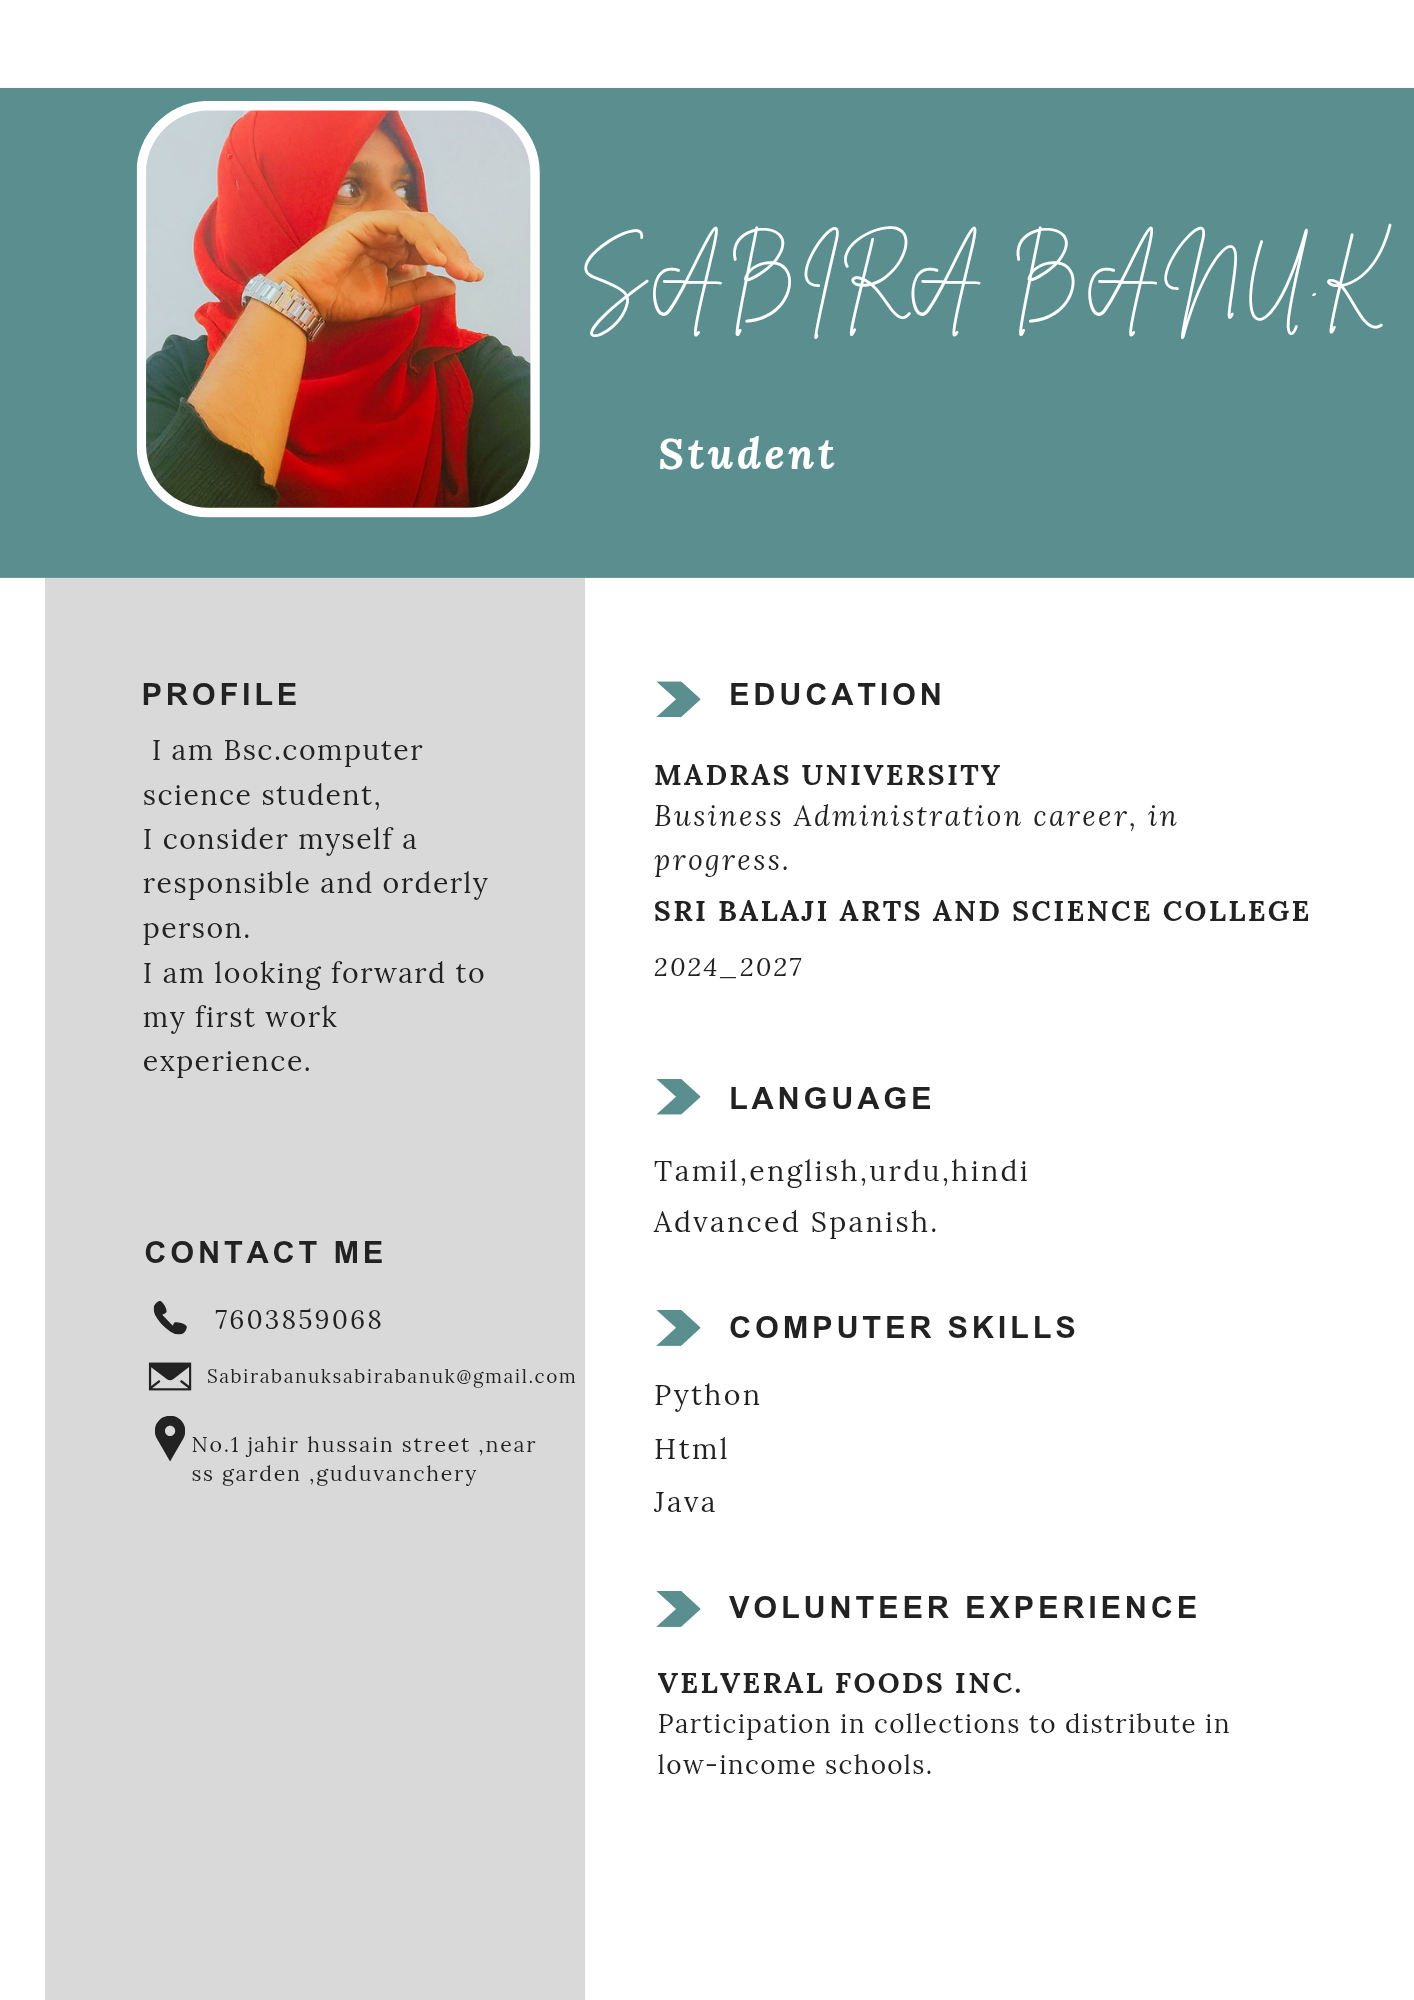 SABIRA BANU.K
Student
PROFILE
I am Bsc.computer
science student,
I consider myself a
responsible and orderly
person.
I am looking forward to
my first work
experience.
CONTACT ME
7603859068
Sabirabanuksabirabanuk@gmail.com
No.1 jahir hussain street ,near
ss garden ,guduvanchery
EDUCATION
MADRAS UNIVERSITY
Business Administration career, in
progress.
SRI BALAJI ARTS AND SCIENCE COLLEGE
2024_2027
LANGUAGE
Tamil,english,urdu,hindi
Advanced Spanish.
COMPUTER SKILLS
Python
Html
Java
VOLUNTEER EXPERIENCE
VELVERAL FOODS INC.
Participation in collections to distribute in
low-income schools.